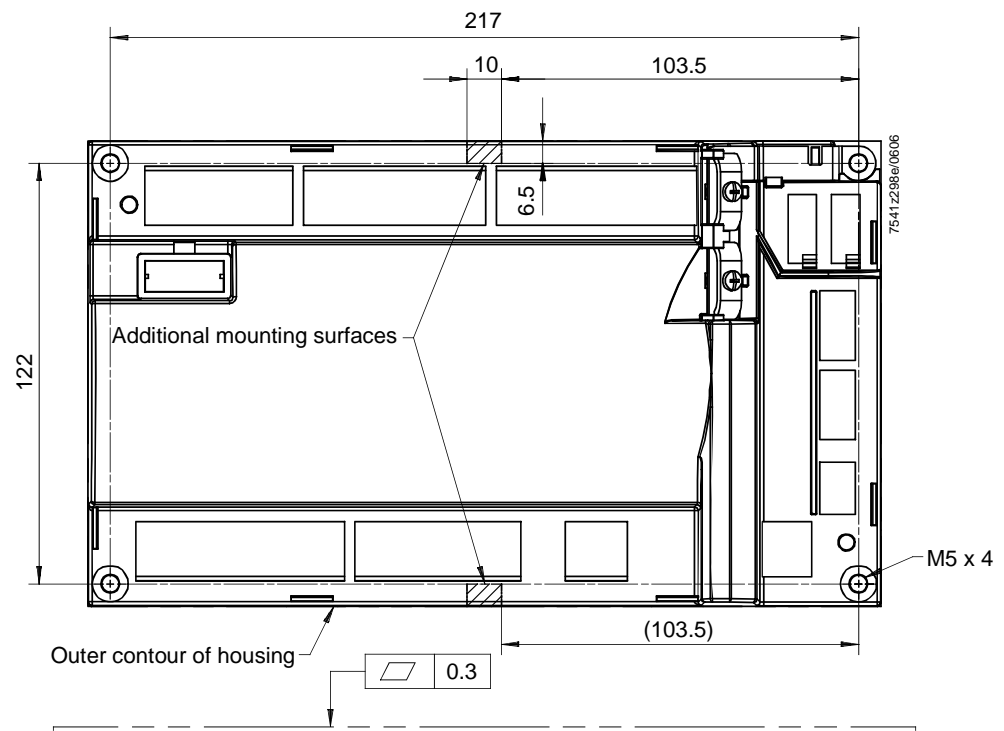 217
10
103.5
7541z298e/0606
6.5
Additional mounting surfaces
122
M5 x 4
(103.5)
Outer contour of housing
0.3